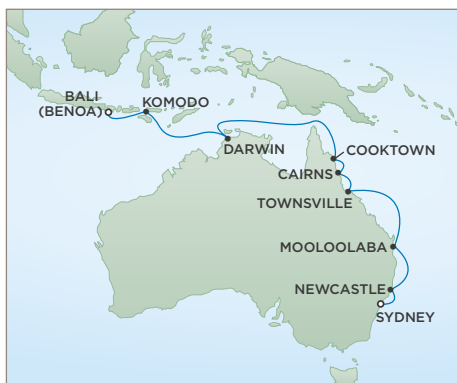 BALI
(BENOA)
KOMODO
DARWIN
COOKTOWN
CAIRNS
TOWNSVILLE
MOOLOOLABA
NEWCASTLE
SYDNEY